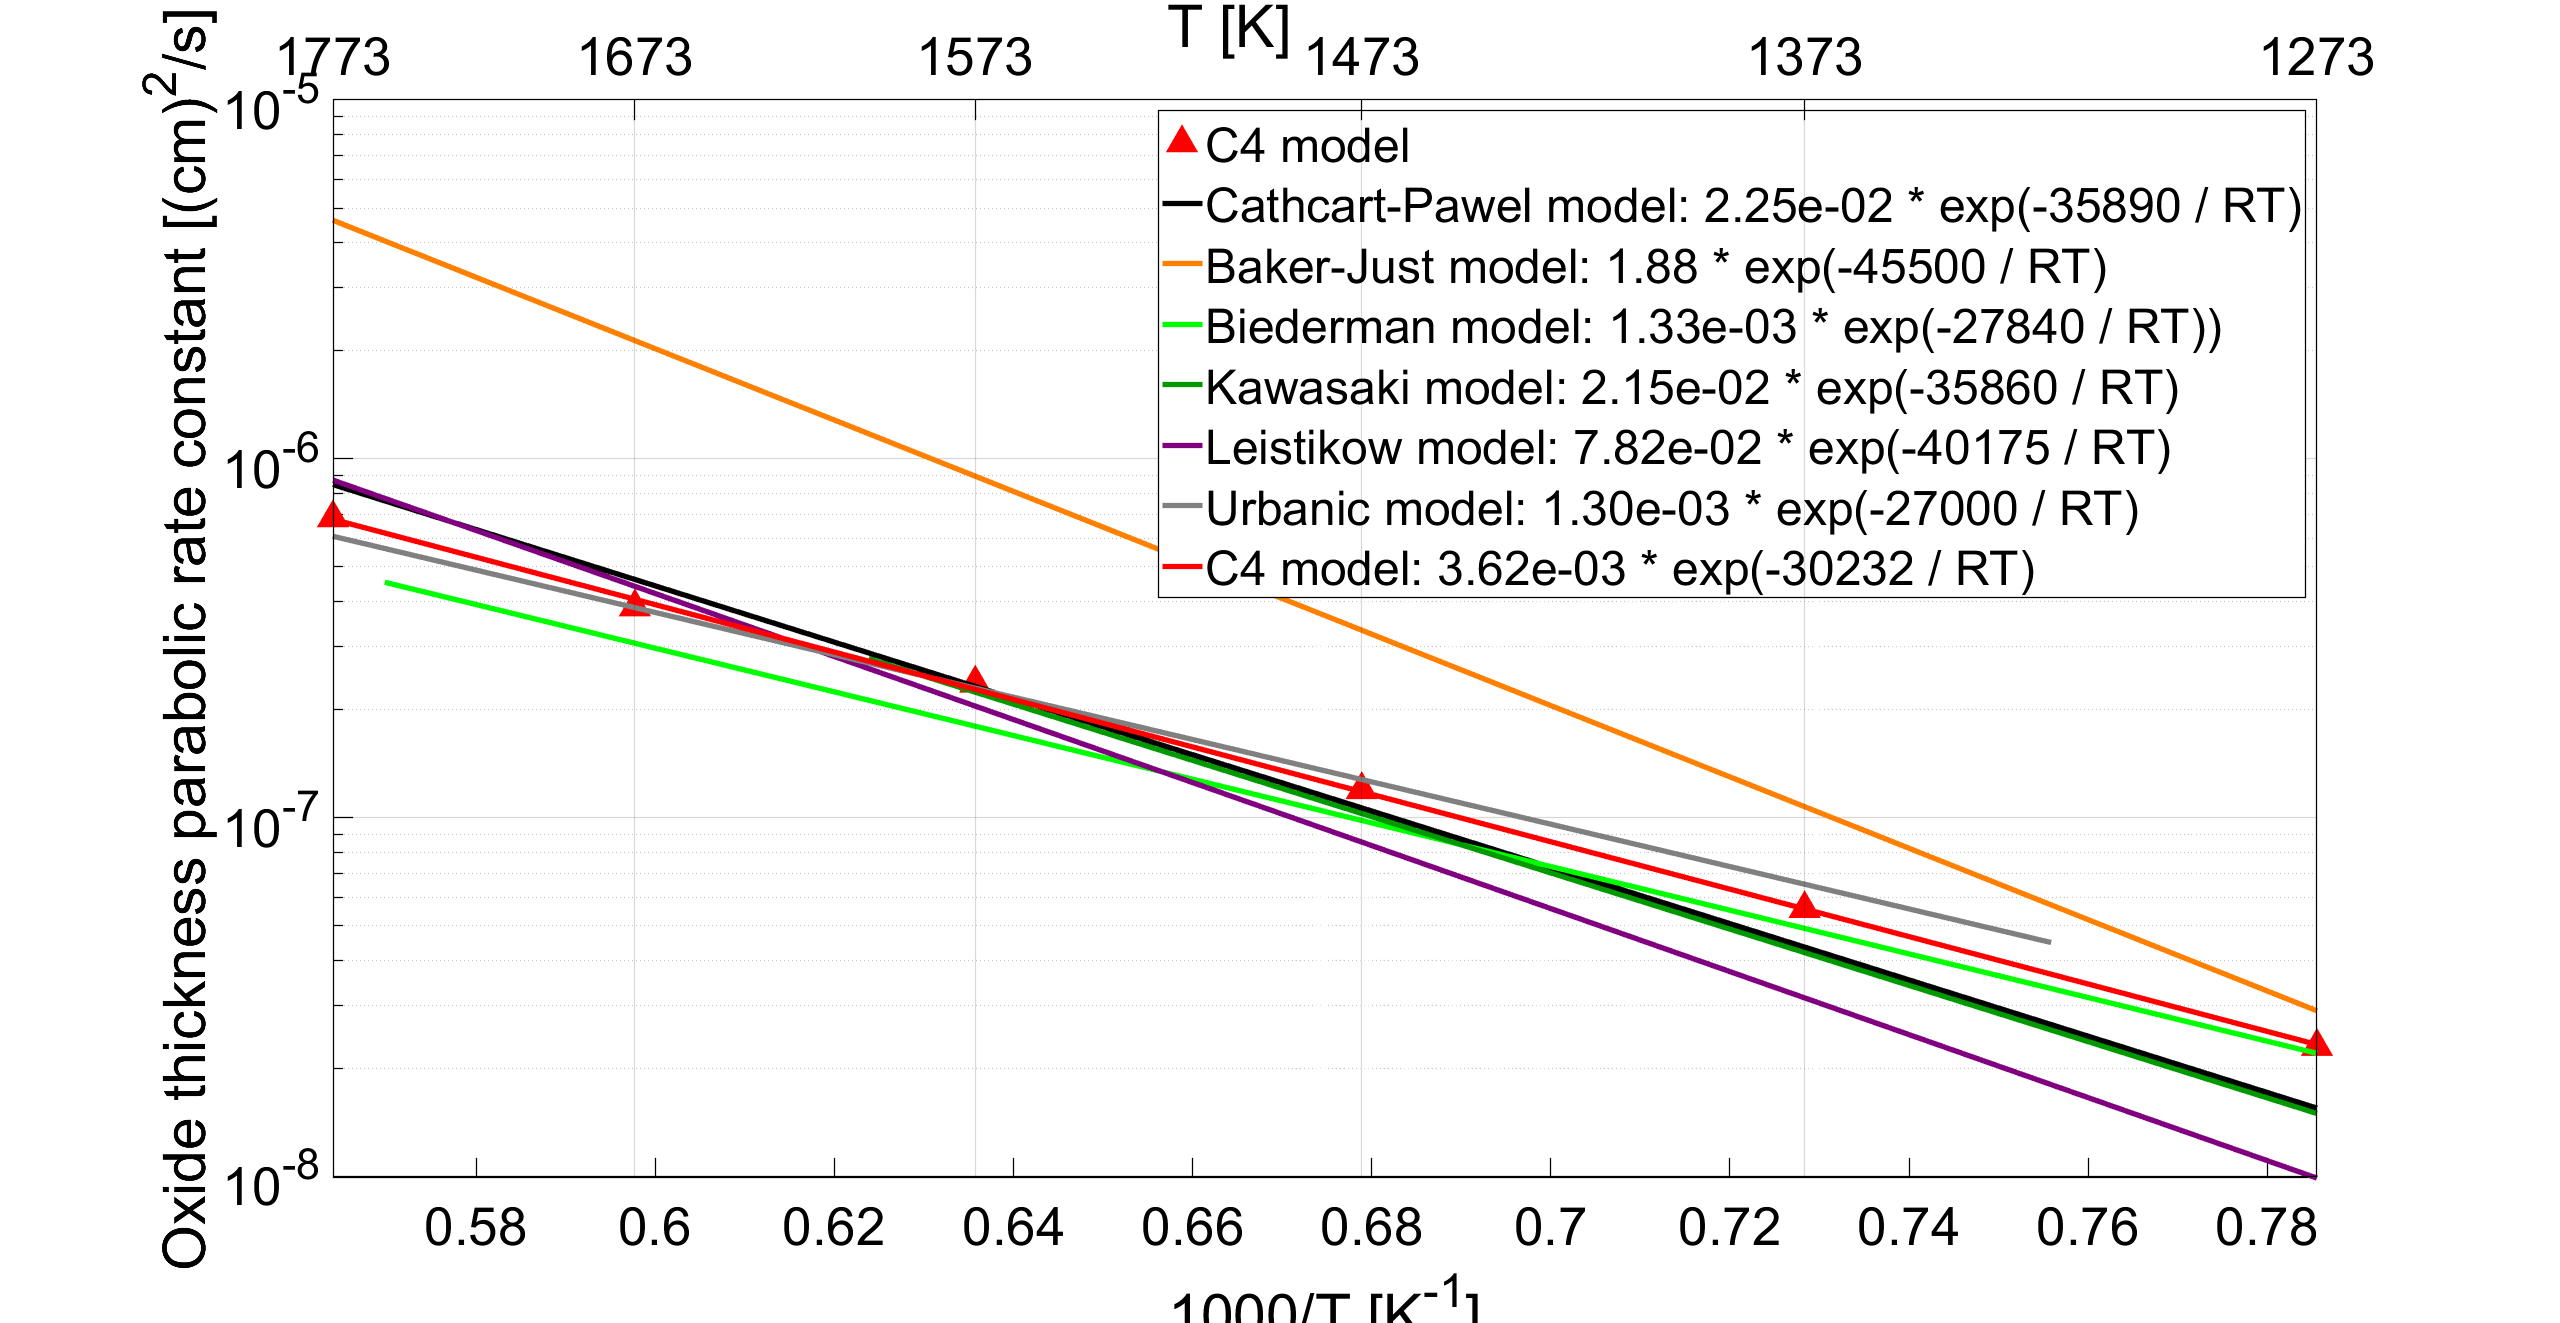 T [K]
1773 1673 1573 1473 1373 1273
Oxide thickness parabolic rate constant [(cm)²/s]
10⁻⁵
10⁻⁶
10⁻⁷
10⁻⁸
C4 model
Cathcart-Pawel model: 2.25e-02 * exp(-35890 / RT)
Baker-Just model: 1.88 * exp(-45500 / RT)
Biederman model: 1.33e-03 * exp(-27840 / RT))
Kawasaki model: 2.15e-02 * exp(-35860 / RT)
Leistikow model: 7.82e-02 * exp(-40175 / RT)
Urbanic model: 1.30e-03 * exp(-27000 / RT)
C4 model: 3.62e-03 * exp(-30232 / RT)
0.58 0.6 0.62 0.64 0.66 0.68 0.7 0.72 0.74 0.76 0.78
1000/T [K⁻¹]